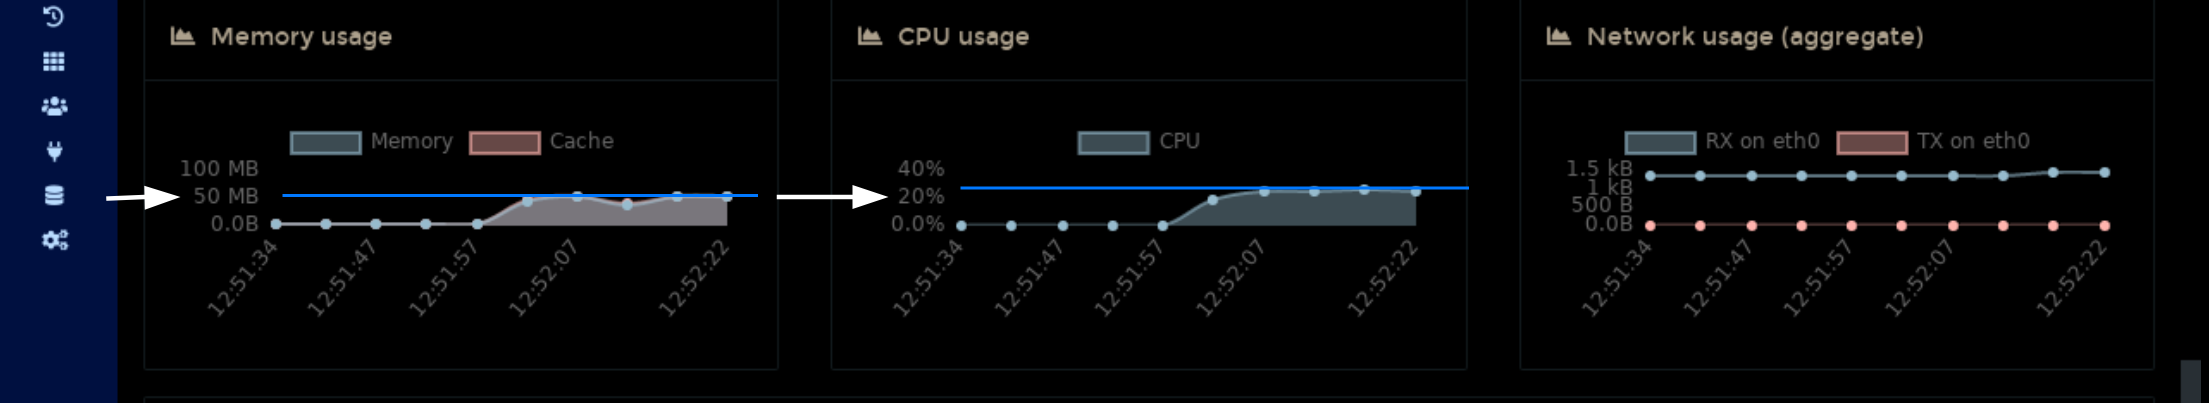 Memory usage
Memory Cache
100 MB
50 MB
0.0B
12:51:34 12:51:47 12:51:57 12:52:07 12:52:22
CPU usage
CPU
40%
20%
0.0%
12:51:34 12:51:47 12:51:57 12:52:07 12:52:22
Network usage (aggregate)
RX on eth0 TX on eth0
1.5 kB
1 kB
500 B
0.0B
12:51:34 12:51:47 12:51:57 12:52:07 12:52:22